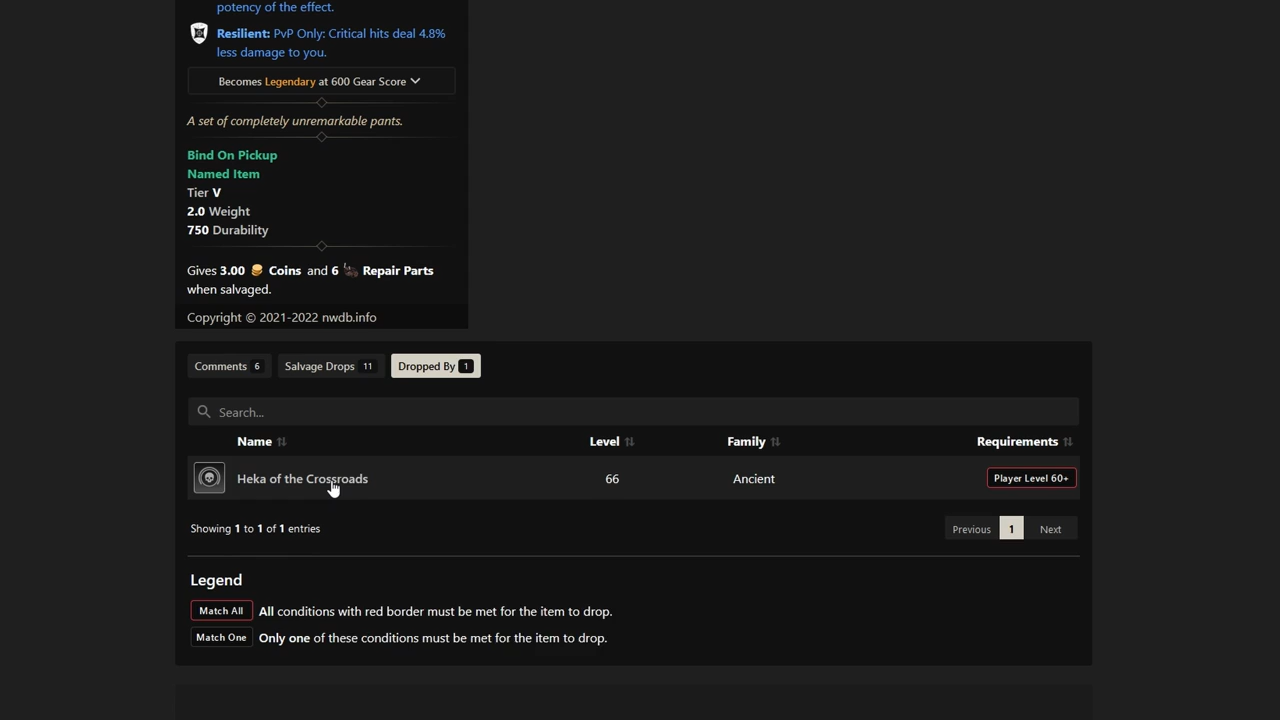 potency of the effect.
Resilient: PvP Only: Critical hits deal 4.8%
less damage to you.
Becomes Legendary at 600 Gear Score
A set of completely unremarkable pants.
Bind On Pickup
Named Item
Tier V
2.0 Weight
750 Durability
Gives 3.00 Coins and 6 Repair Parts
when salvaged.
Copyright © 2021-2022 nwdb.info
Comments 6 Salvage Drops 11 Dropped By 1
Search...
Name Level Family Requirements
Heka of the Crossroads 66 Ancient Player Level 60+
Showing 1 to 1 of 1 entries Previous 1 Next
Legend
Match All All conditions with red border must be met for the item to drop.
Match One Only one of these conditions must be met for the item to drop.